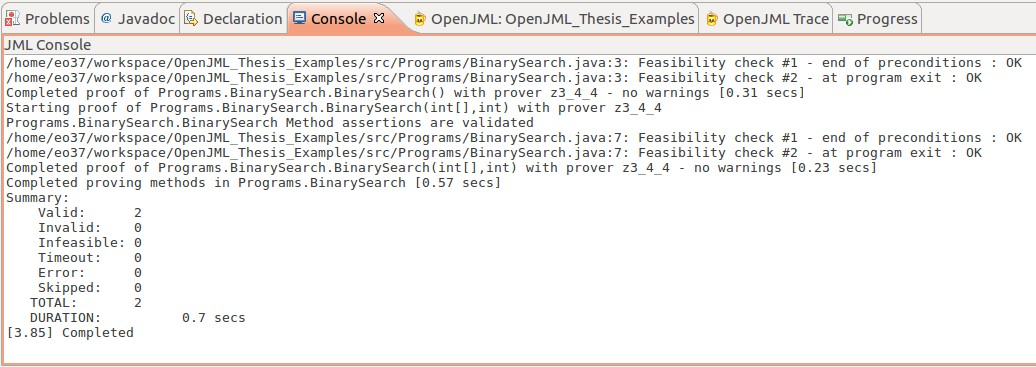 Problems @ Javadoc Declaration Console OpenJML: OpenJML_Thesis_Examples OpenJML Trace Progress
JML Console
/home/eo37/workspace/OpenJML_Thesis_Examples/src/Programs/BinarySearch.java:3: Feasibility check #1 - end of preconditions : OK
/home/eo37/workspace/OpenJML_Thesis_Examples/src/Programs/BinarySearch.java:3: Feasibility check #2 - at program exit : OK
Completed proof of Programs.BinarySearch.BinarySearch() with prover z3_4_4 - no warnings [0.31 secs]
Starting proof of Programs.BinarySearch.BinarySearch(int[],int) with prover z3_4_4
Programs.BinarySearch.BinarySearch Method assertions are validated
/home/eo37/workspace/OpenJML_Thesis_Examples/src/Programs/BinarySearch.java:7: Feasibility check #1 - end of preconditions : OK
/home/eo37/workspace/OpenJML_Thesis_Examples/src/Programs/BinarySearch.java:7: Feasibility check #2 - at program exit : OK
Completed proof of Programs.BinarySearch.BinarySearch(int[],int) with prover z3_4_4 - no warnings [0.23 secs]
Completed proving methods in Programs.BinarySearch [0.57 secs]
Summary:
Valid: 2
Invalid: 0
Infeasible: 0
Timeout: 0
Error: 0
Skipped: 0
TOTAL: 2
DURATION: 0.7 secs
[3.85] Completed